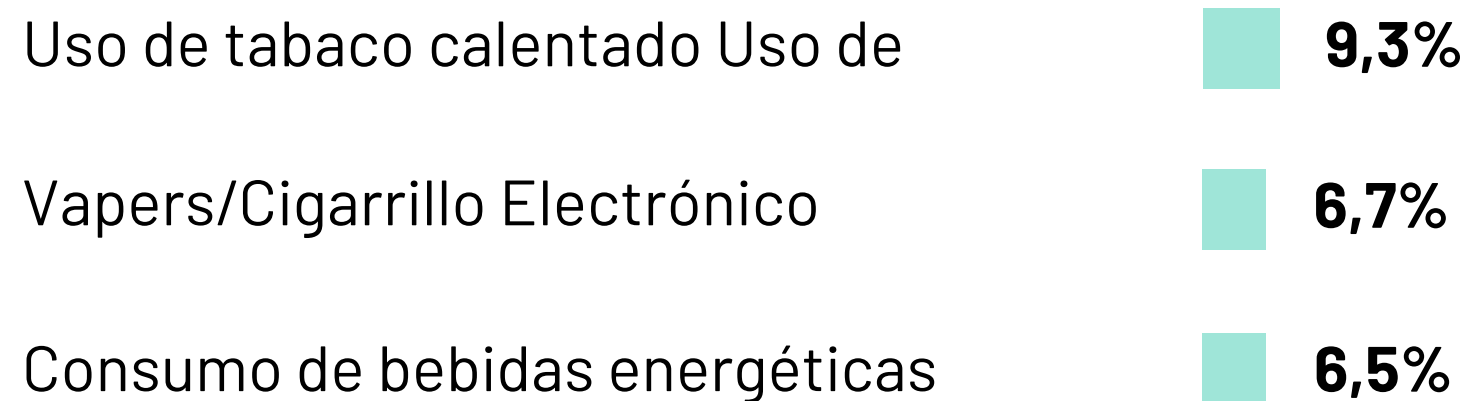 Uso de tabaco calentado Uso de 9,3%
Vapers/Cigarrillo Electrónico 6,7%
Consumo de bebidas energéticas 6,5%